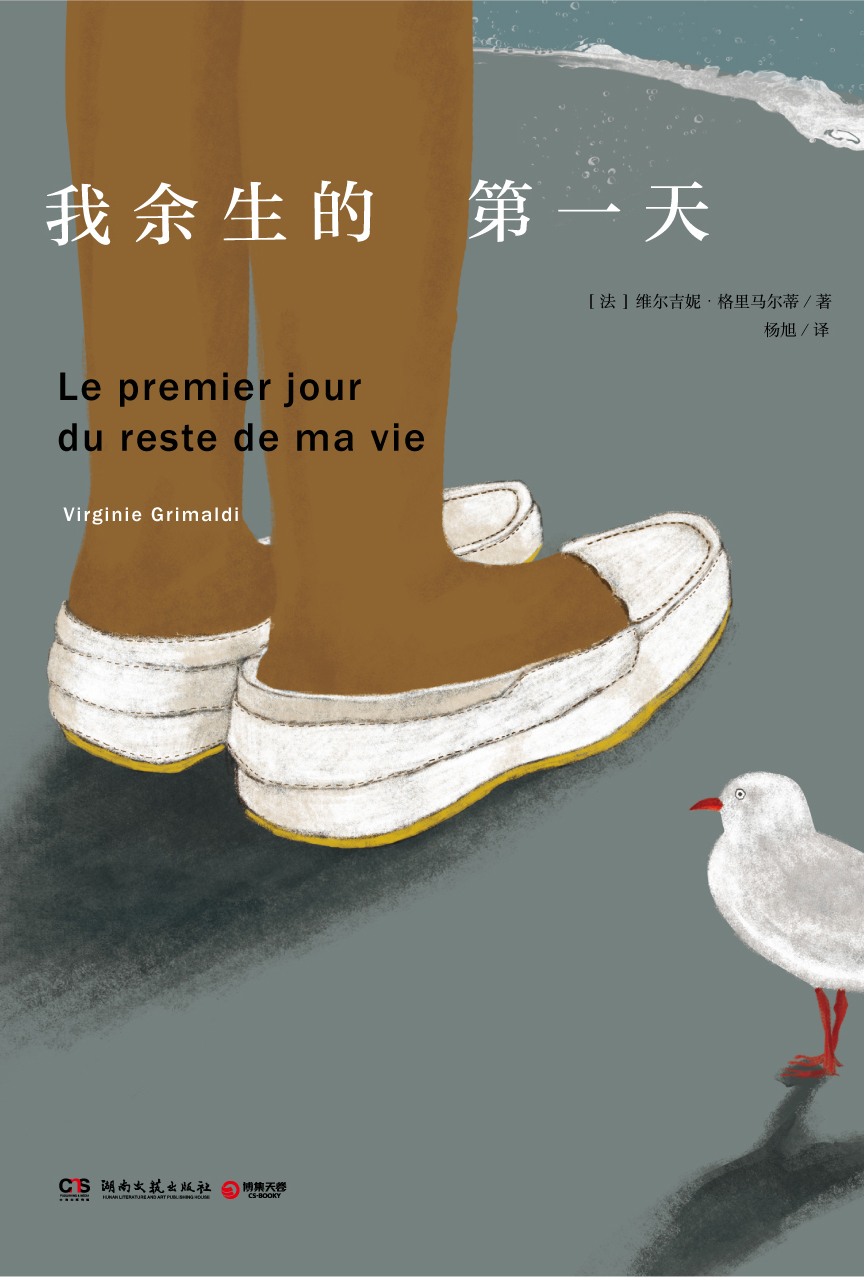 我余生的 第一天
[法] 维尔吉妮·格里马尔蒂/著
杨旭/译
Le premier jour
du reste de ma vie
Virginie Grimaldi
湖南文艺出版社
HUNAN LITERATURE AND ART PUBLISHING HOUSE
博集天卷
CS-BOOKY